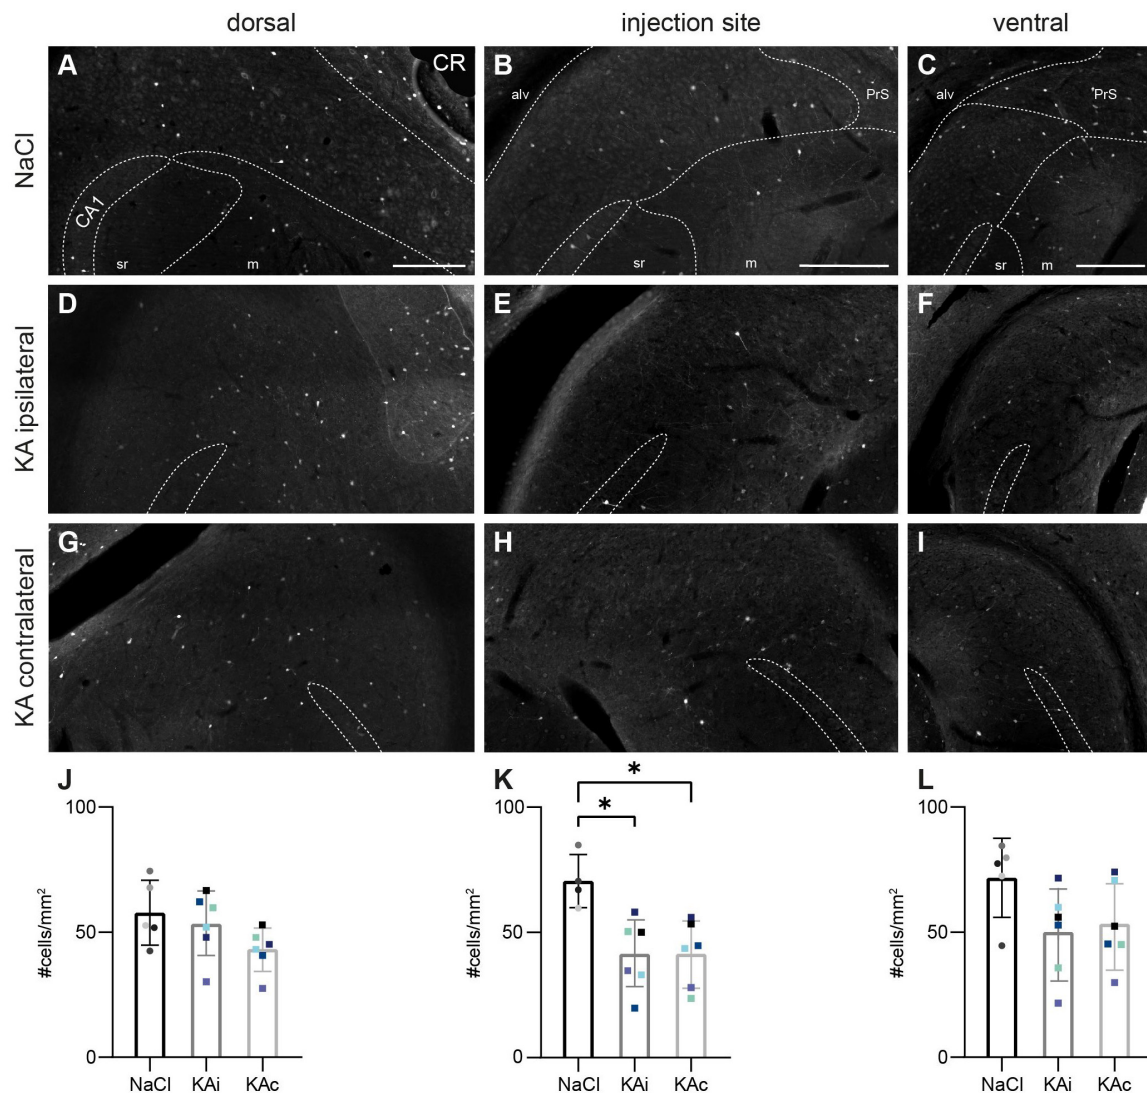 dorsal
injection site
ventral
NaCl
A
CR
CA1
sr
m
B
alv
PrS
sr
m
C
alv
PrS
sr
m
KA ipsilateral
D
E
F
KA contralateral
G
H
I
J
#cells/mm²
100
50
0
NaCl
KAi
KAc
K
#cells/mm²
100
50
0
*
*
NaCl
KAi
KAc
L
#cells/mm²
100
50
0
NaCl
KAi
KAc